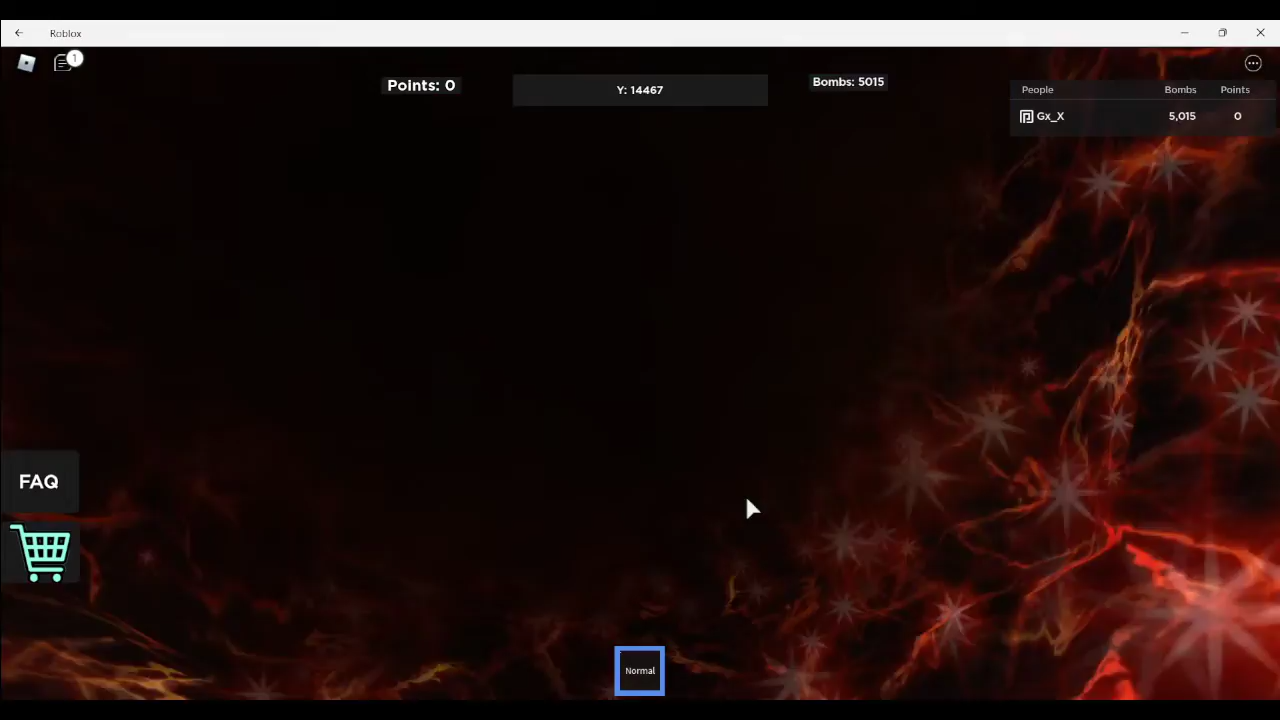 Roblox
1
Points: 0
Y: 14467
Bombs: 5015
People Bombs Points
Gx_X 5,015 0
FAQ
Normal